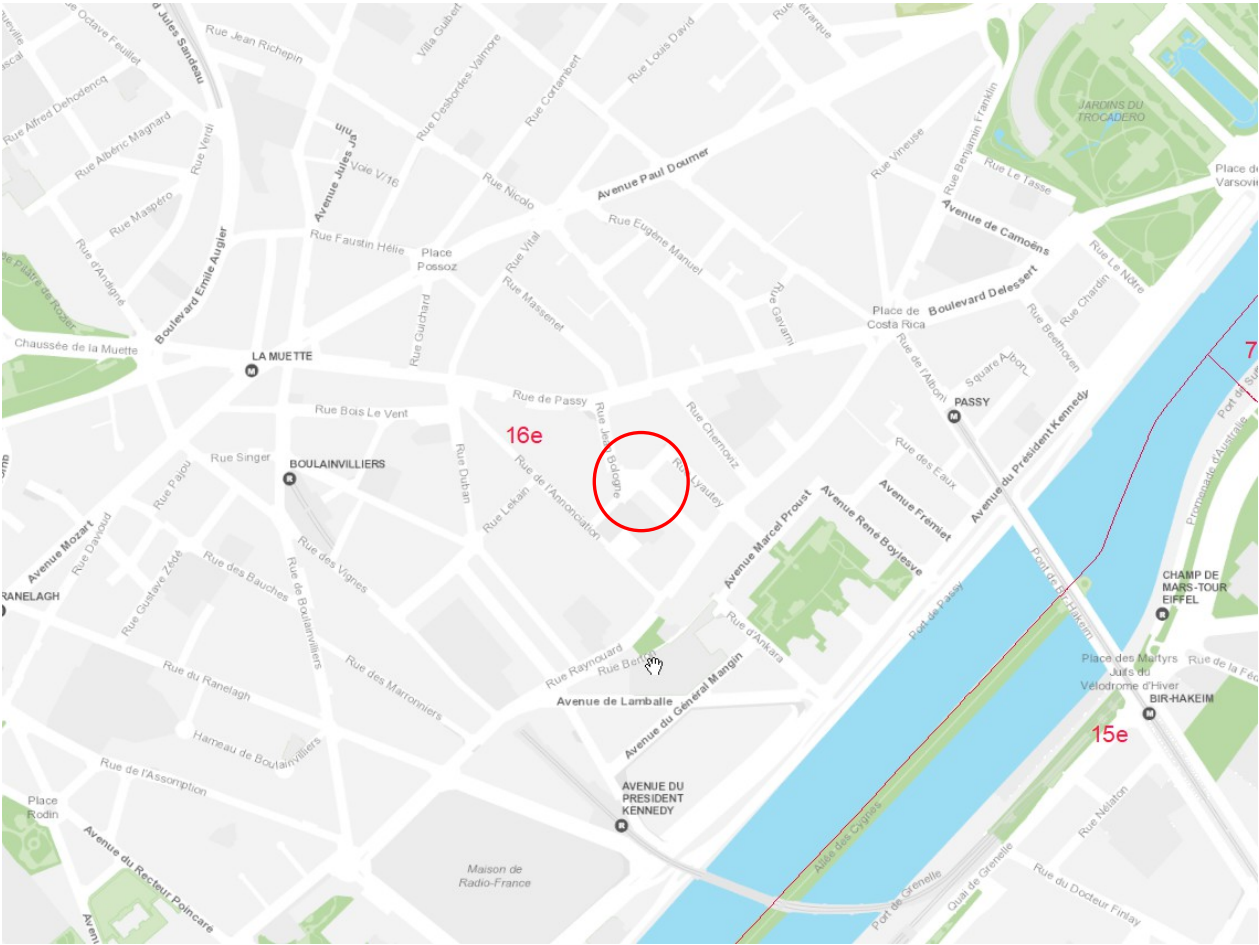 Rue Jean Richepin
Villa Guibert
Rue Desbordes-Valmore
Rue Cortambert
Rue Louis David
Octave Feuillet
Jules Sandeau
Rue Alfred Dehodencq
Rue Albéric Magnard
Rue Verdi
Voie V/16
Rue Nicolo
Avenue Paul Doumer
Rue Vineuse
Rue Benjamin Franklin
JARDINS DU
TROCADERO
Rue Le Tasse
Place de
Varsovi
Avenue de Camoëns
Rue Le Nôtre
Rue Maspéro
Rue d'Andigné
Boulevard Emile Augier
Rue Faustin Hélie
Place
Possoz
Rue Vital
Rue Eugène Manuel
Rue Massenet
Rue Guichard
Rue Gavarni
Place de
Costa Rica
Boulevard Delessert
Rue Chardin
Rue Beethoven
Chaussée de la Muette
LA MUETTE
M
Rue de Passy
Rue de l'Alboni
Square Alboni
PASSY
M
7
Rue Bois Le Vent
16e
Rue Jean Bologne
Rue Chernoviz
Rue Lyautey
Rue des Eaux
Avenue du Président Kennedy
Promenade d'Australie
Rue Singer
BOULAINVILLIERS
R
Rue Pajou
Rue Duban
Rue Lekain
Rue de l'Annonciation
Avenue Marcel Proust
Avenue René Boylesve
Avenue Frémiet
Avenue Mozart
Rue Davioud
Rue Gustave Zédé
Rue des Bauches
Rue des Vignes
Rue de Boulainvilliers
RANELAGH
Pont de Bir Hakeim
Port de Passy
CHAMP DE
MARS-TOUR
EIFFEL
R
Rue d'Ankara
Rue Raynouard
Rue Berton
Rue du Ranelagh
Rue des Marronniers
Avenue de Lamballe
Avenue du Général Mangin
Place des Martyrs
Juifs du
Vélodrome d'Hiver
Rue de la Féd
BIR-HAKEIM
M
15e
Hameau de Boulainvilliers
Rue de l'Assomption
Place
Rodin
AVENUE DU
PRESIDENT
KENNEDY
R
Rue Nélaton
Allée des Cygnes
Avenue du Recteur Poincaré
Maison de
Radio-France
Port de Grenelle
Quai de Grenelle
Rue du Docteur Finlay